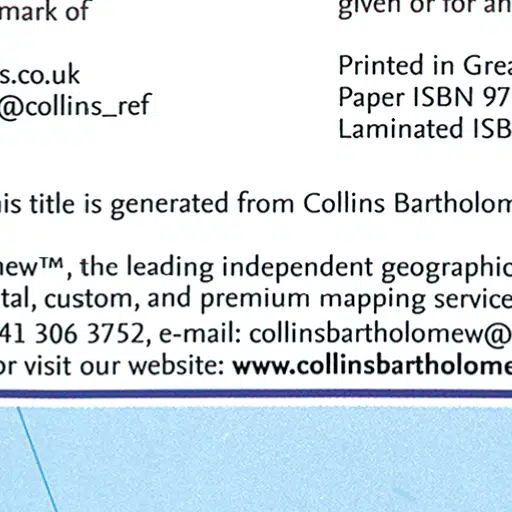 mark of
given or for an
s.co.uk
@collins_ref
Printed in Grea
Paper ISBN 97
Laminated ISB
is title is generated from Collins Bartholom
ew™, the leading independent geographic
tal, custom, and premium mapping service
41 306 3752, e-mail: collinsbartholomew@
or visit our website: www.collinsbartholome